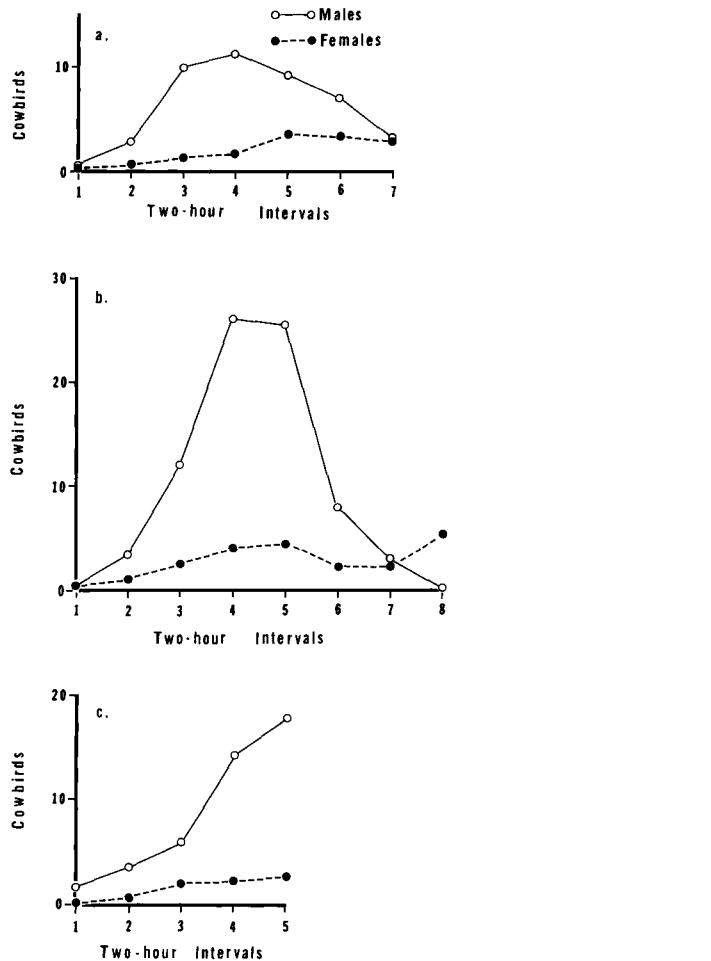 Males
a.
Females
10
0
Cowbirds
1 2 3 4 5 6 7
Two-hour Intervals
30
b.
20
10
0
Cowbirds
1 2 3 4 5 6 7 8
Two-hour Intervals
20
c.
10
0
Cowbirds
1 2 3 4 5
Two-hour Intervals